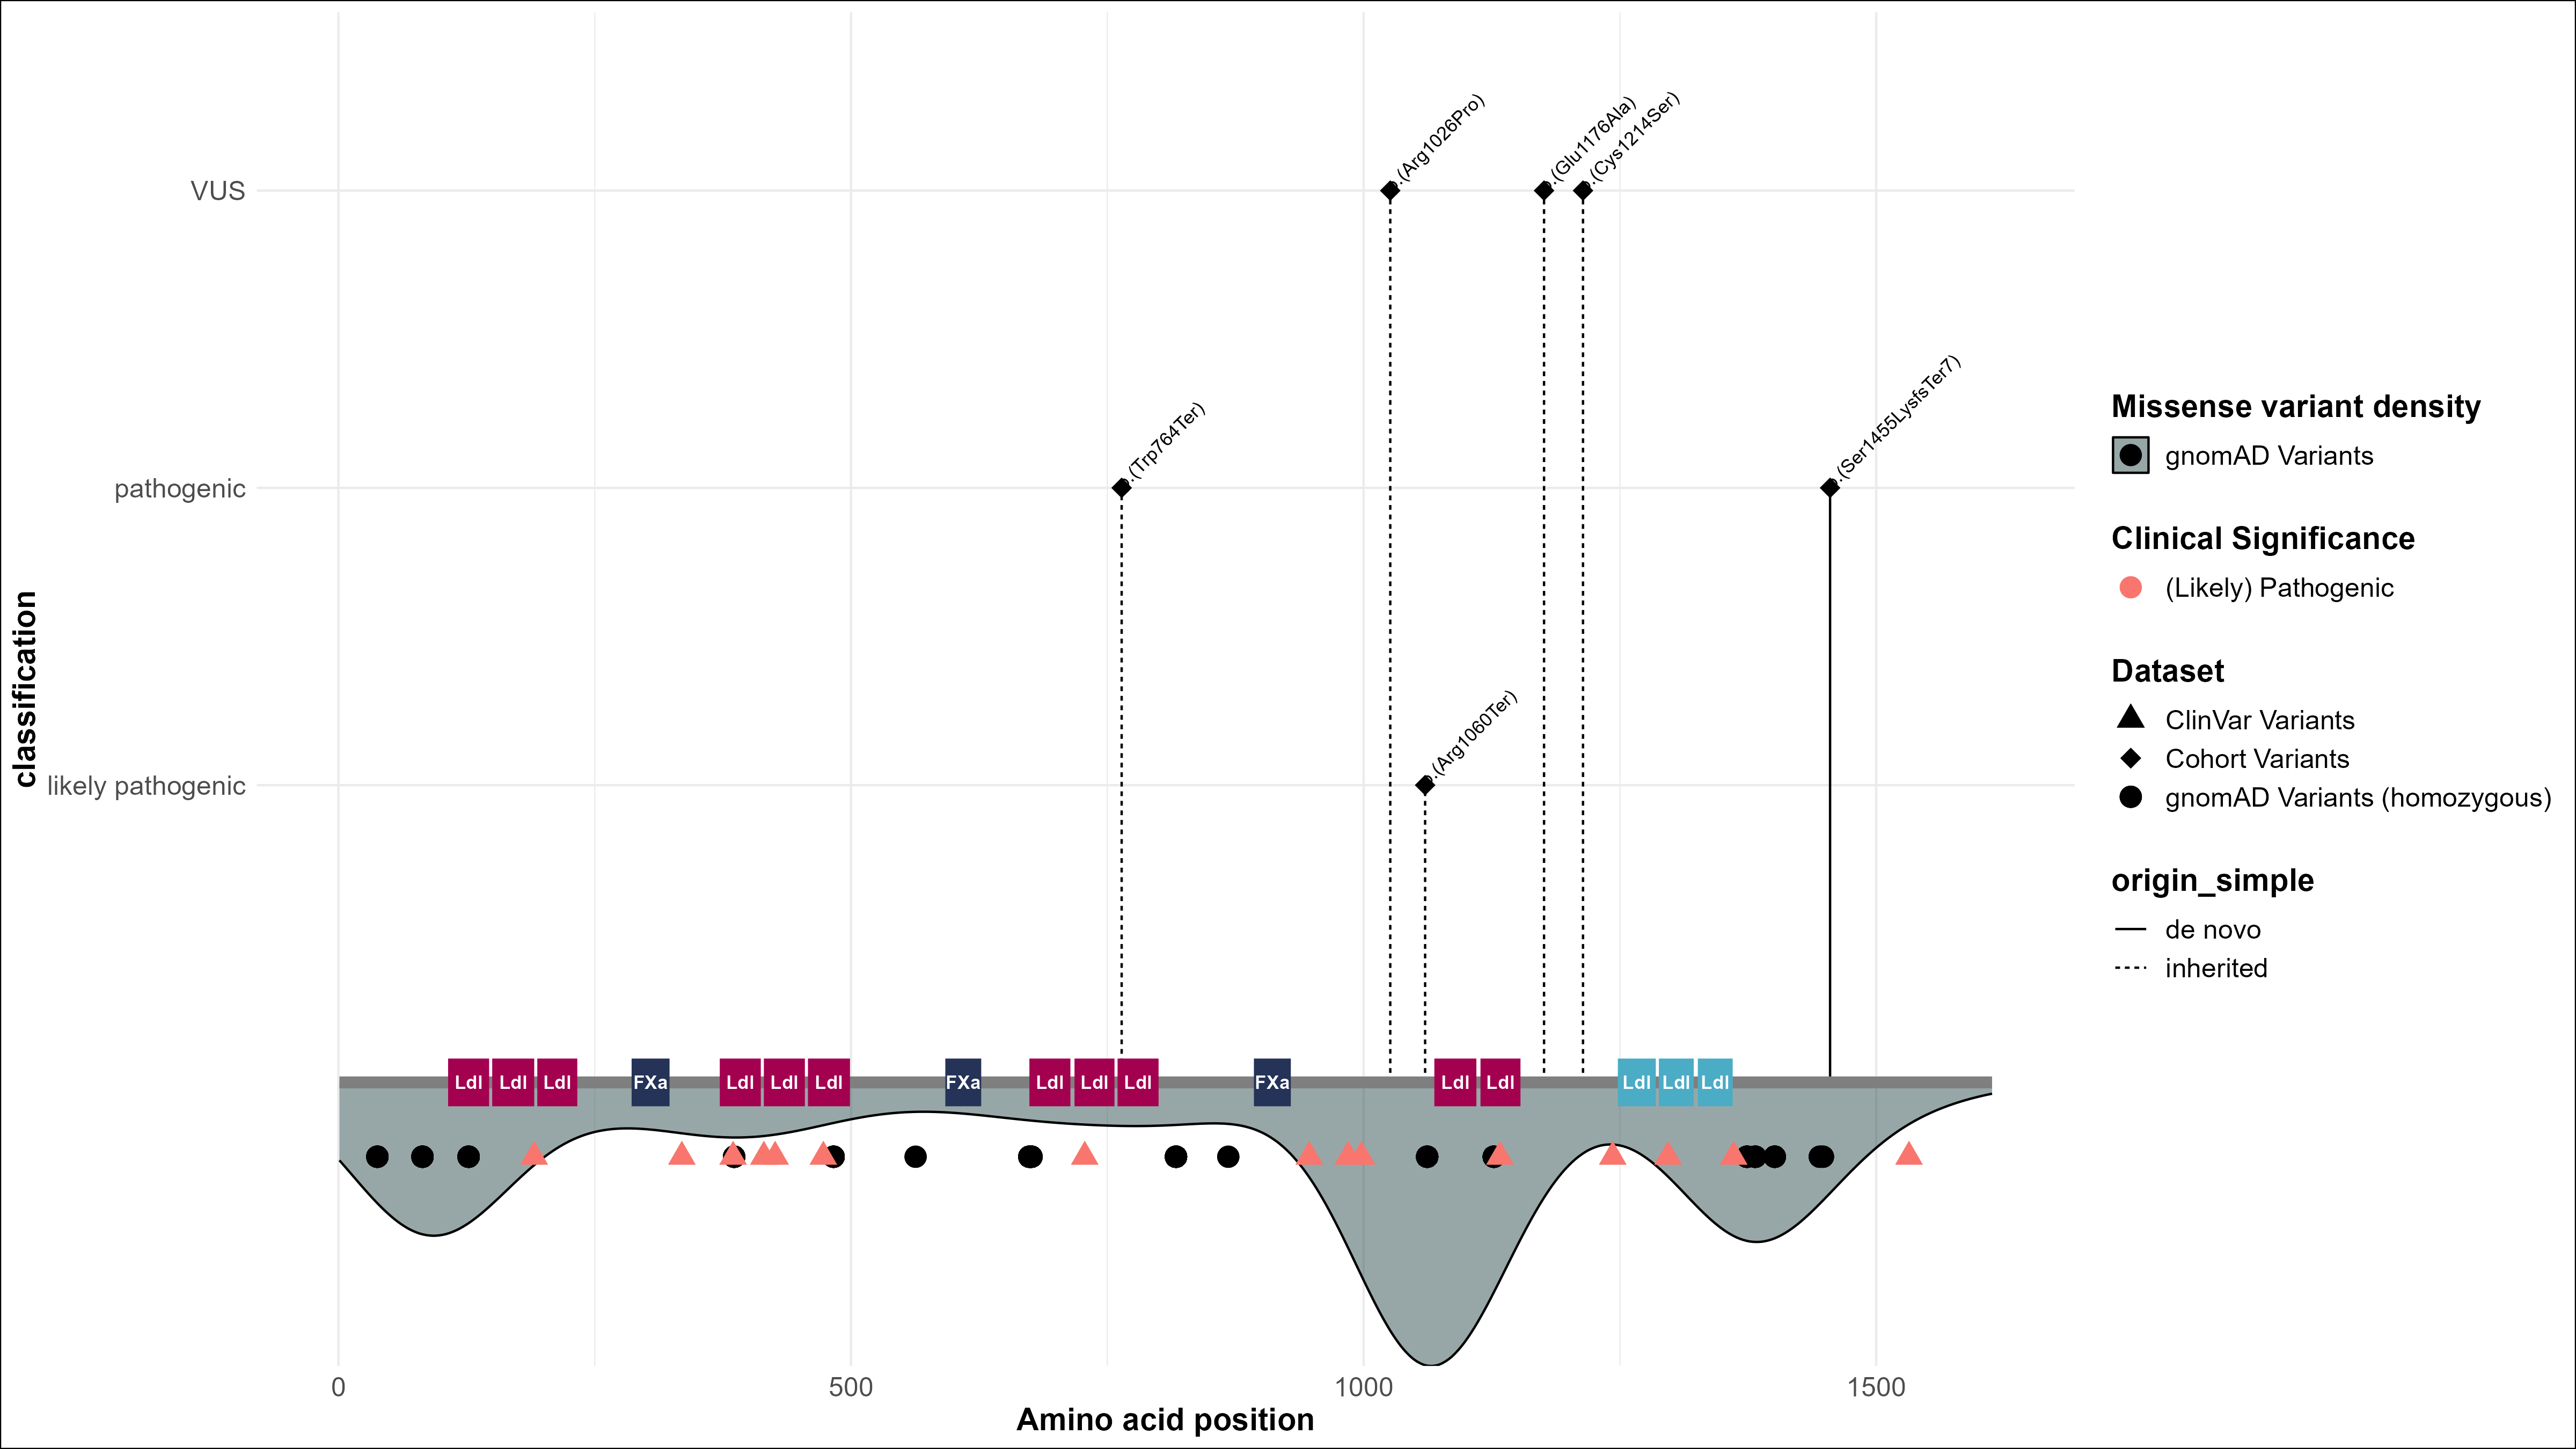 p.(Arg1026Pro)
p.(Glu1176Ala)
p.(Cys1214Ser)
VUS
p.(Trp764Ter)
p.(Ser1455LysfsTer7)
pathogenic
p.(Arg1060Ter)
likely pathogenic
classification
Ldl Ldl Ldl FXa Ldl Ldl Ldl FXa Ldl Ldl Ldl FXa Ldl Ldl Ldl Ldl Ldl
0 500 1000 1500
Amino acid position
Missense variant density
gnomAD Variants
Clinical Significance
(Likely) Pathogenic
Dataset
ClinVar Variants
Cohort Variants
gnomAD Variants (homozygous)
origin_simple
de novo
inherited